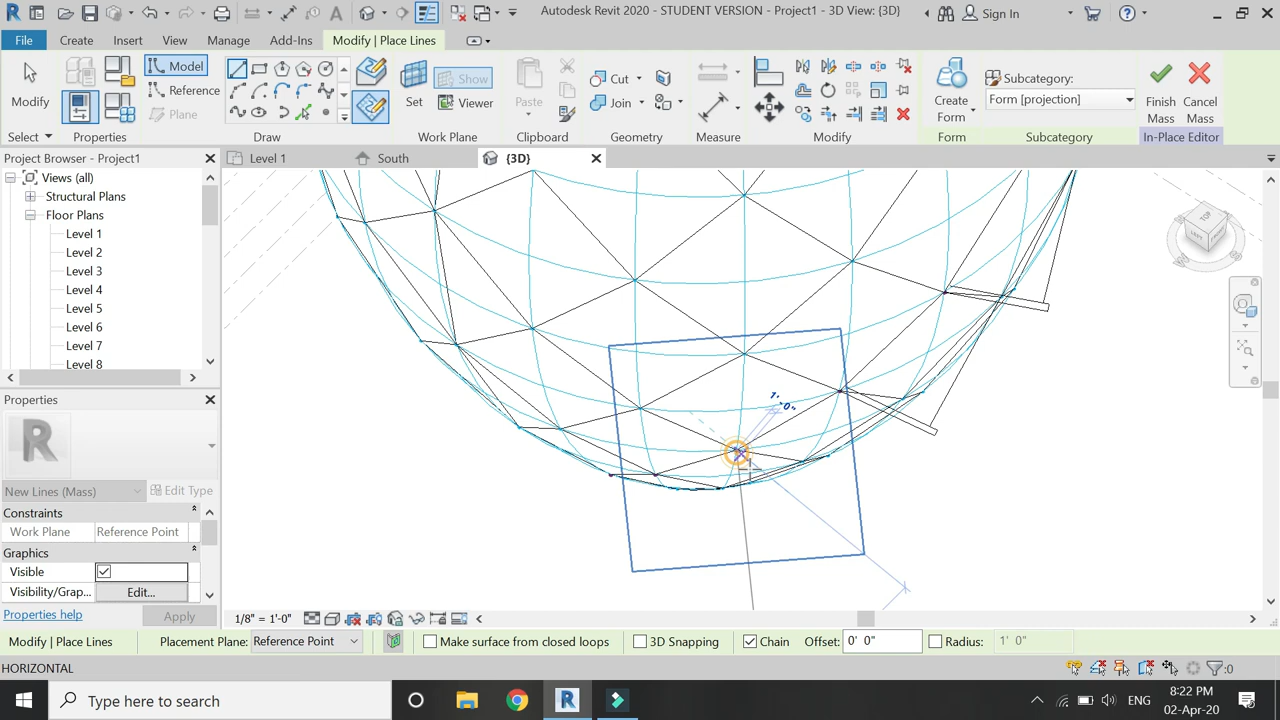 Autodesk Revit 2020 - STUDENT VERSION - Project1 - 3D View: {3D}
Sign In
File
Create
Insert
View
Manage
Add-Ins
Modify | Place Lines
Modify
Select
Properties
Model
Reference
Plane
Draw
Set
Show
Viewer
Work Plane
Paste
Clipboard
Cut
Join
Geometry
Measure
Modify
Create
Form
Form
Subcategory:
Form [projection]
Subcategory
Finish
Mass
Cancel
Mass
In-Place Editor
Project Browser - Project1
Level 1
South
{3D}
Views (all)
Structural Plans
Floor Plans
Level 1
Level 2
Level 3
Level 4
Level 5
Level 6
Level 7
Level 8
Properties
New Lines (Mass)
Edit Type
Constraints
Work Plane
Reference Point
Graphics
Visible
Visibility/Grap...
Edit...
Properties help
Apply
1/8" = 1'-0"
Modify | Place Lines
Placement Plane:
Reference Point
Make surface from closed loops
3D Snapping
Chain
Offset:
0' 0"
Radius:
1' 0"
HORIZONTAL
:0
Type here to search
ENG
8:22 PM
02-Apr-20